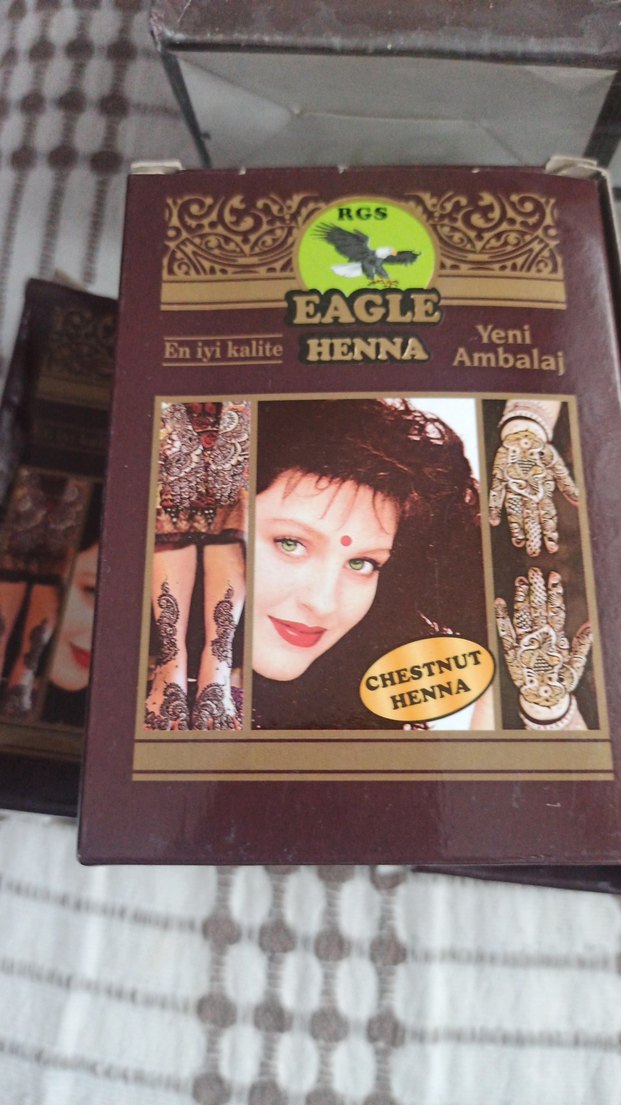 RGS
EAGLE
HENNA
En iyi kalite
Yeni
Ambalaj
CHESTNUT
HENNA